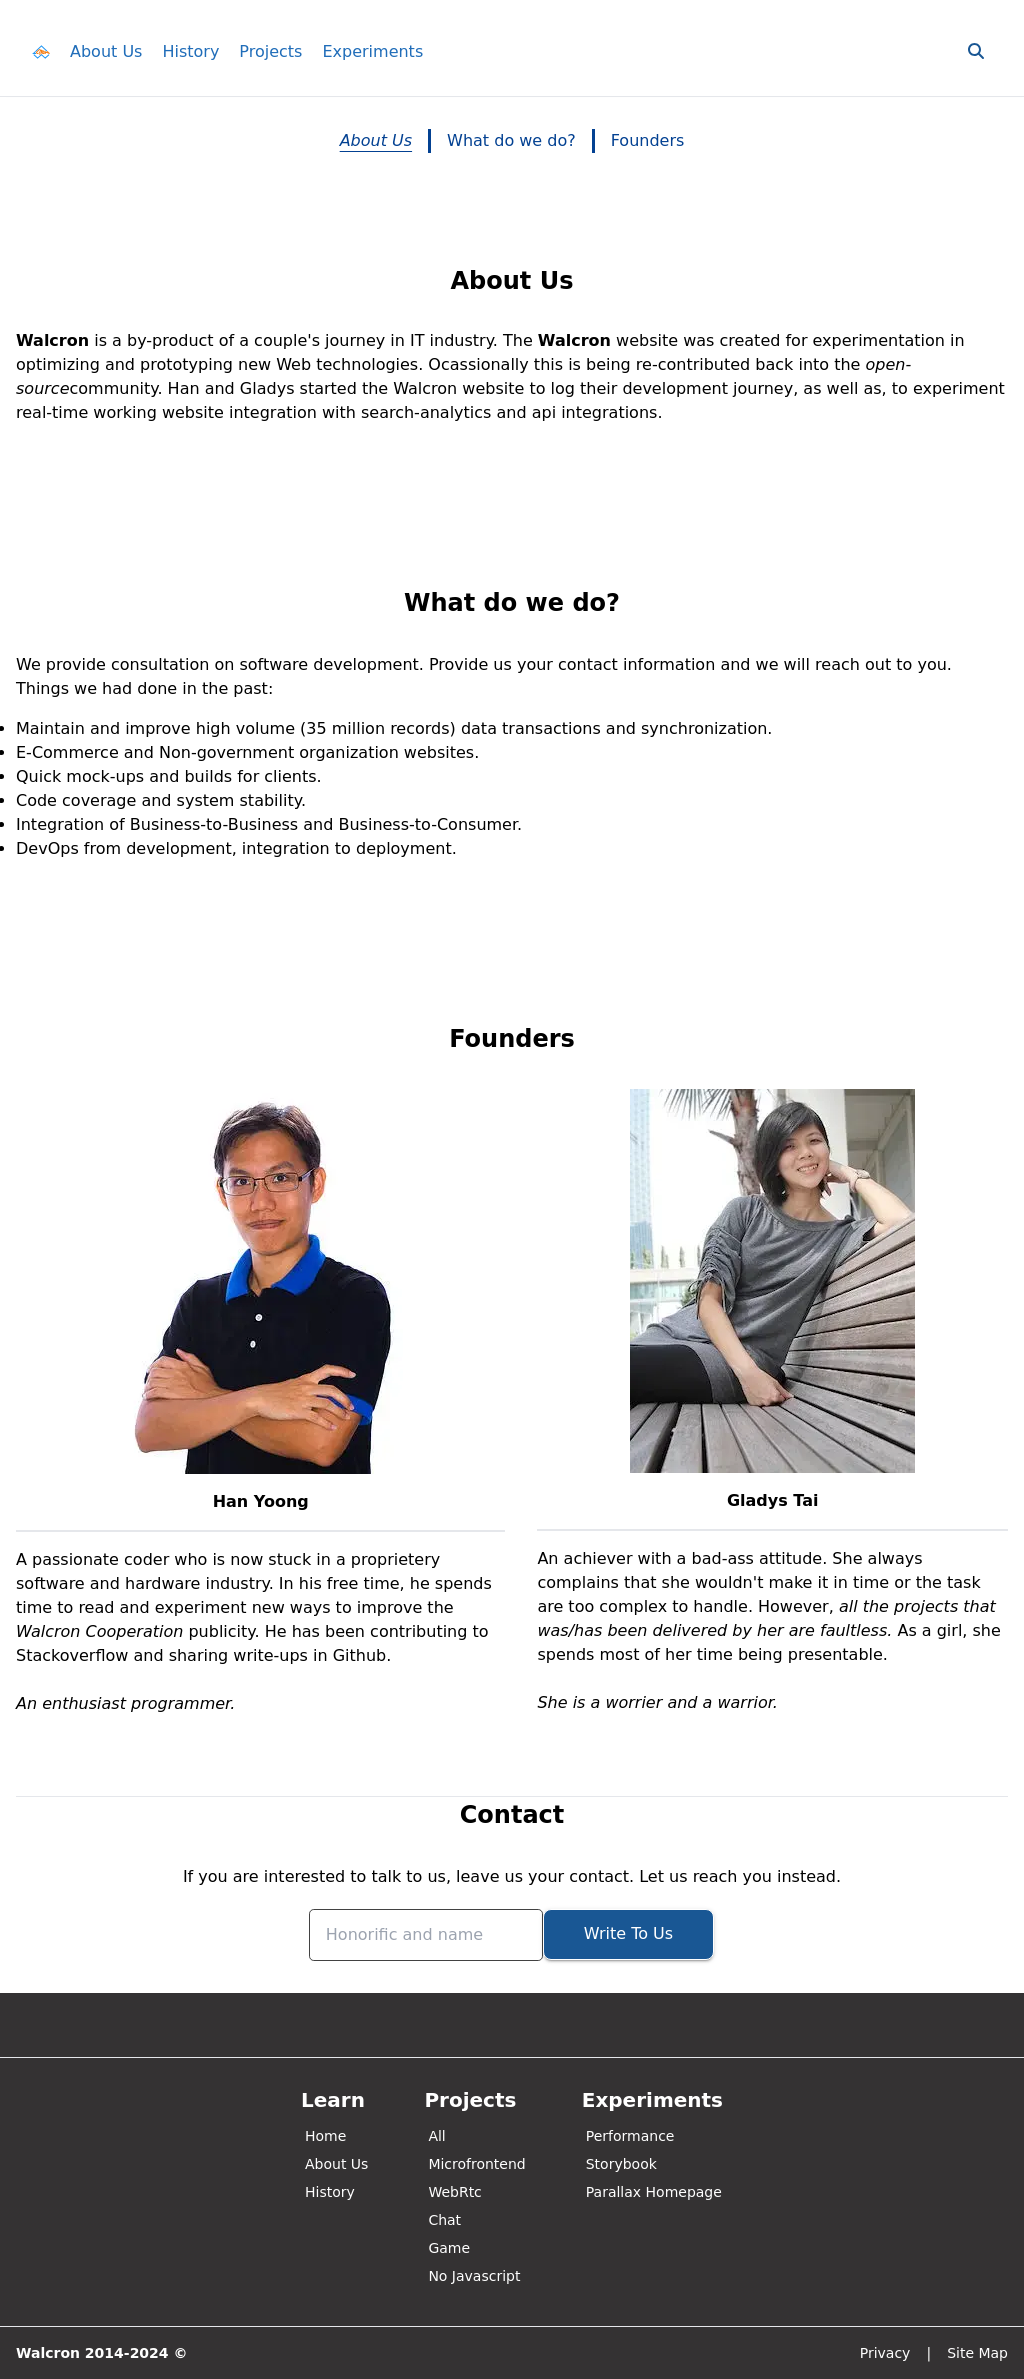 About Us History Projects Experiments
About Us What do we do? Founders
About Us
Walcron is a by-product of a couple's journey in IT industry. The Walcron website was created for experimentation in
optimizing and prototyping new Web technologies. Ocassionally this is being re-contributed back into the open-
sourcecommunity. Han and Gladys started the Walcron website to log their development journey, as well as, to experiment
real-time working website integration with search-analytics and api integrations.
What do we do?
We provide consultation on software development. Provide us your contact information and we will reach out to you.
Things we had done in the past:
• Maintain and improve high volume (35 million records) data transactions and synchronization.
• E-Commerce and Non-government organization websites.
• Quick mock-ups and builds for clients.
• Code coverage and system stability.
• Integration of Business-to-Business and Business-to-Consumer.
• DevOps from development, integration to deployment.
Founders
Han Yoong
A passionate coder who is now stuck in a proprietery
software and hardware industry. In his free time, he spends
time to read and experiment new ways to improve the
Walcron Cooperation publicity. He has been contributing to
Stackoverflow and sharing write-ups in Github.
An enthusiast programmer.
Gladys Tai
An achiever with a bad-ass attitude. She always
complains that she wouldn't make it in time or the task
are too complex to handle. However, all the projects that
was/has been delivered by her are faultless. As a girl, she
spends most of her time being presentable.
She is a worrier and a warrior.
Contact
If you are interested to talk to us, leave us your contact. Let us reach you instead.
Honorific and name Write To Us
Learn
Home
About Us
History
Projects
All
Microfrontend
WebRtc
Chat
Game
No Javascript
Experiments
Performance
Storybook
Parallax Homepage
Walcron 2014-2024 © Privacy | Site Map